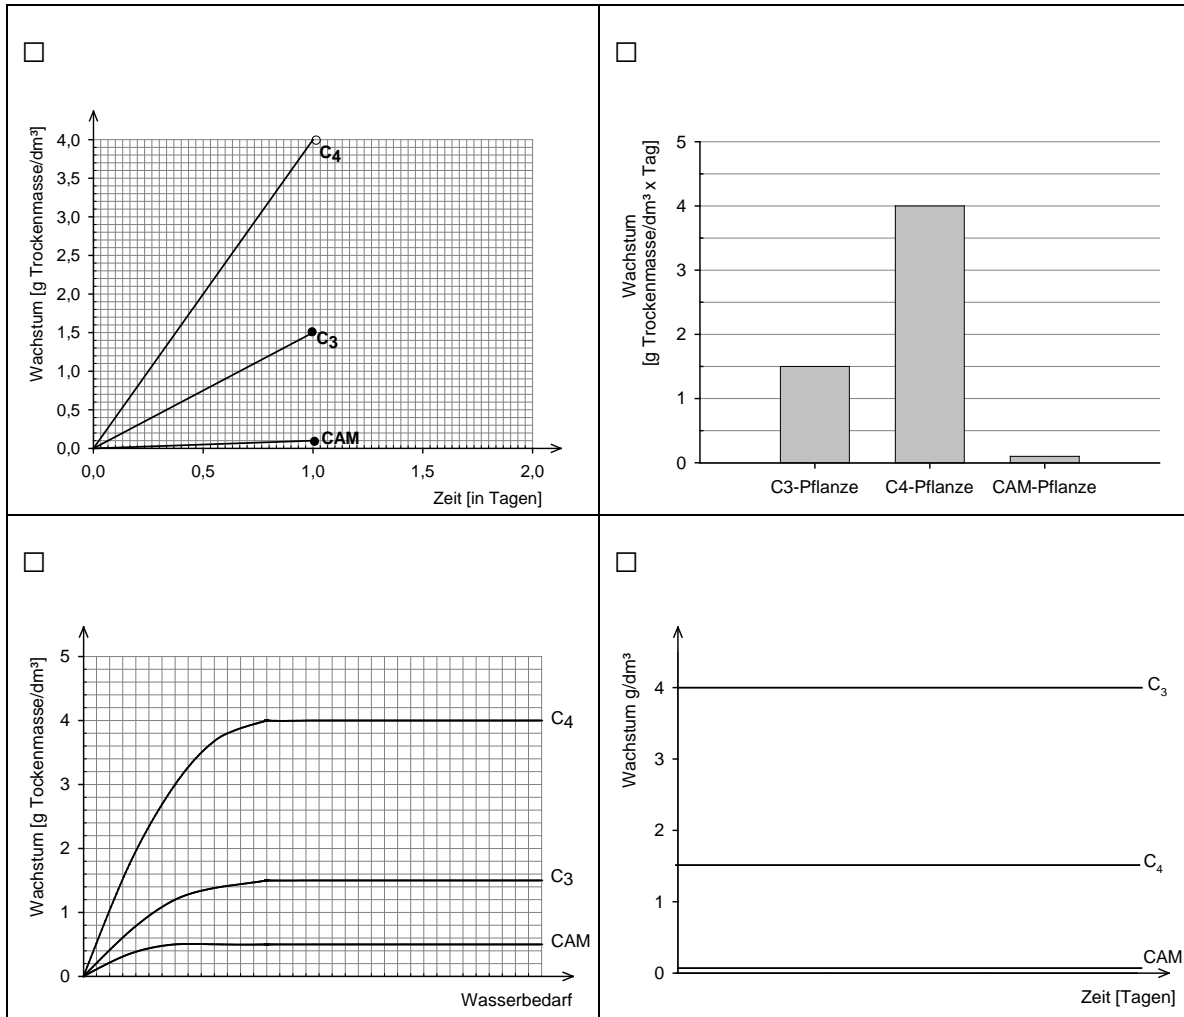 Wachstum [g Trockenmasse/dm³]
4,0
3,5
3,0
2,5
2,0
1,5
1,0
0,5
0,0
C4
C3
CAM
0,0 0,5 1,0 1,5 2,0
Zeit [in Tagen]
Wachstum
[g Trockenmasse/dm³ x Tag]
5
4
3
2
1
0
C3-Pflanze C4-Pflanze CAM-Pflanze
Wachstum [g Tockenmasse/dm³]
5
4
3
2
1
0
C4
C3
CAM
Wasserbedarf
Wachstum g/dm³
4
3
2
1
0
C3
C4
CAM
Zeit [Tagen]